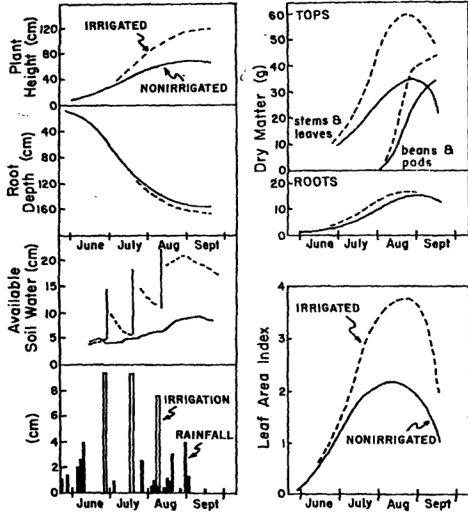 Plant
Height (cm)
120
80
40
0
IRRIGATED
NONIRRIGATED
Root
Depth (cm)
40
80
120
160
June July Aug Sept
Available
Soil Water (cm)
20
15
10
5
0
(cm)
8
6
4
2
0
IRRIGATION
RAINFALL
June July Aug Sept
Dry Matter (g)
60
50
40
30
20
10
0
TOPS
stems &
leaves
beans &
pods
20
10
0
ROOTS
June July Aug Sept
Leaf Area Index
4
3
2
1
0
IRRIGATED
NONIRRIGATED
June July Aug Sept